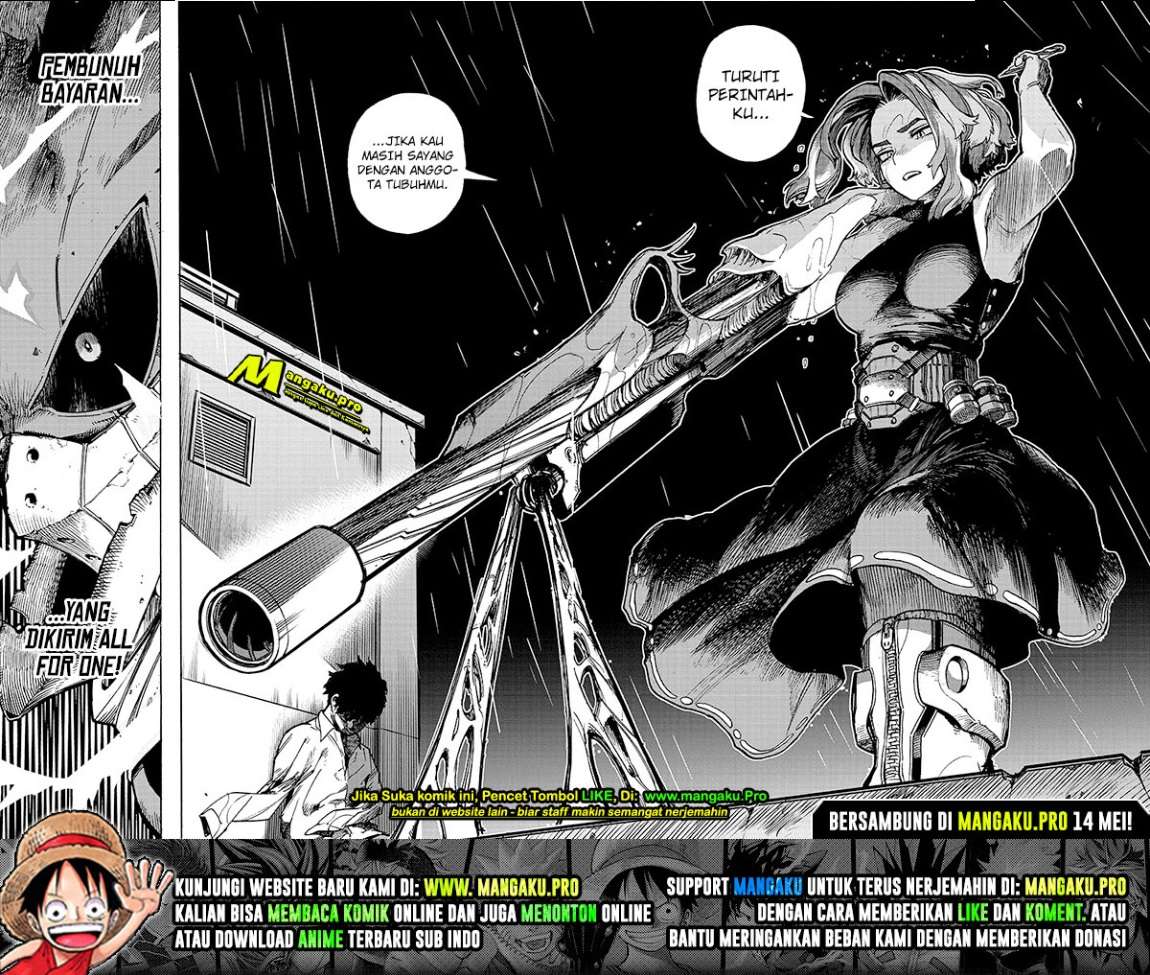 PEMBUNUH
BAYARAN...
...YANG
DIKIRIM ALL
FOR ONE!
TURUTI
PERINTAH-
KU...
...JIKA KAU
MASIH SAYANG
DENGAN ANGGO-
TA TUBUHMU.
Mangaku.pro
Jika Suka komik ini, Pencet Tombol LIKE, Di: www.mangaku.Pro
bukan di website lain - biar staff makin semangat nerjemahin
BERSAMBUNG DI MANGAKU.PRO 14 MEI!
KUNJUNGI WEBSITE BARU KAMI DI: WWW. MANGAKU.PRO
KALIAN BISA MEMBACA KOMIK ONLINE DAN JUGA MENONTON ONLINE
ATAU DOWNLOAD ANIME TERBARU SUB INDO
SUPPORT MANGAKU UNTUK TERUS NERJEMAHIN DI: MANGAKU.PRO
DENGAN CARA MEMBERIKAN LIKE DAN KOMENT. ATAU
BANTU MERINGANKAN BEBAN KAMI DENGAN MEMBERIKAN DONASI